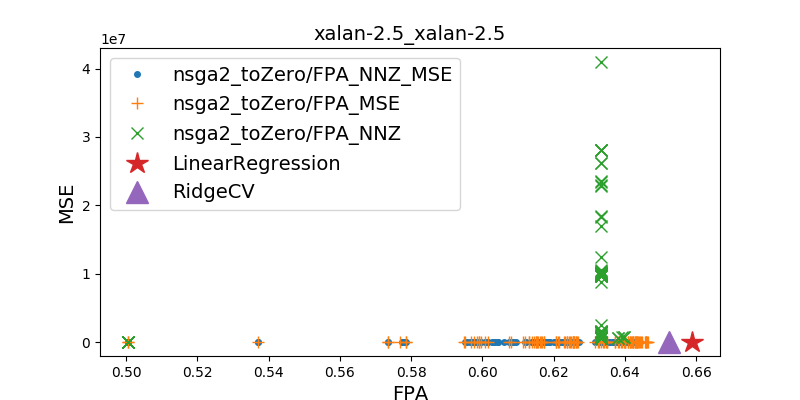 xalan-2.5_xalan-2.5
1e7
nsga2_toZero/FPA_NNZ_MSE
nsga2_toZero/FPA_MSE
nsga2_toZero/FPA_NNZ
LinearRegression
RidgeCV
4
3
2
1
0
MSE
0.50 0.52 0.54 0.56 0.58 0.60 0.62 0.64 0.66
FPA